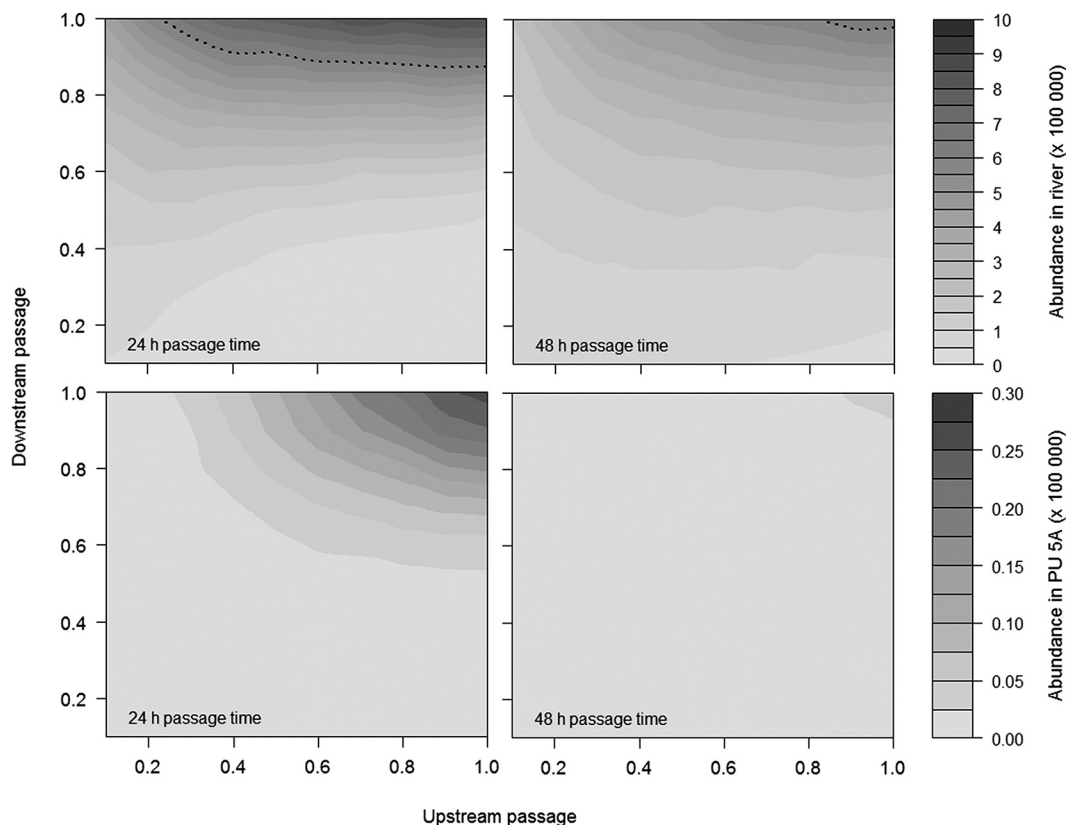 1.0
0.8
0.6
0.4
0.2
24 h passage time
48 h passage time
10
9
8
7
6
5
4
3
2
1
0
Abundance in river (x 100 000)
Downstream passage
1.0
0.8
0.6
0.4
0.2
24 h passage time
48 h passage time
0.30
0.25
0.20
0.15
0.10
0.05
0.00
Abundance in PU 5A (x 100 000)
0.2 0.4 0.6 0.8 1.0
0.2 0.4 0.6 0.8 1.0
Upstream passage